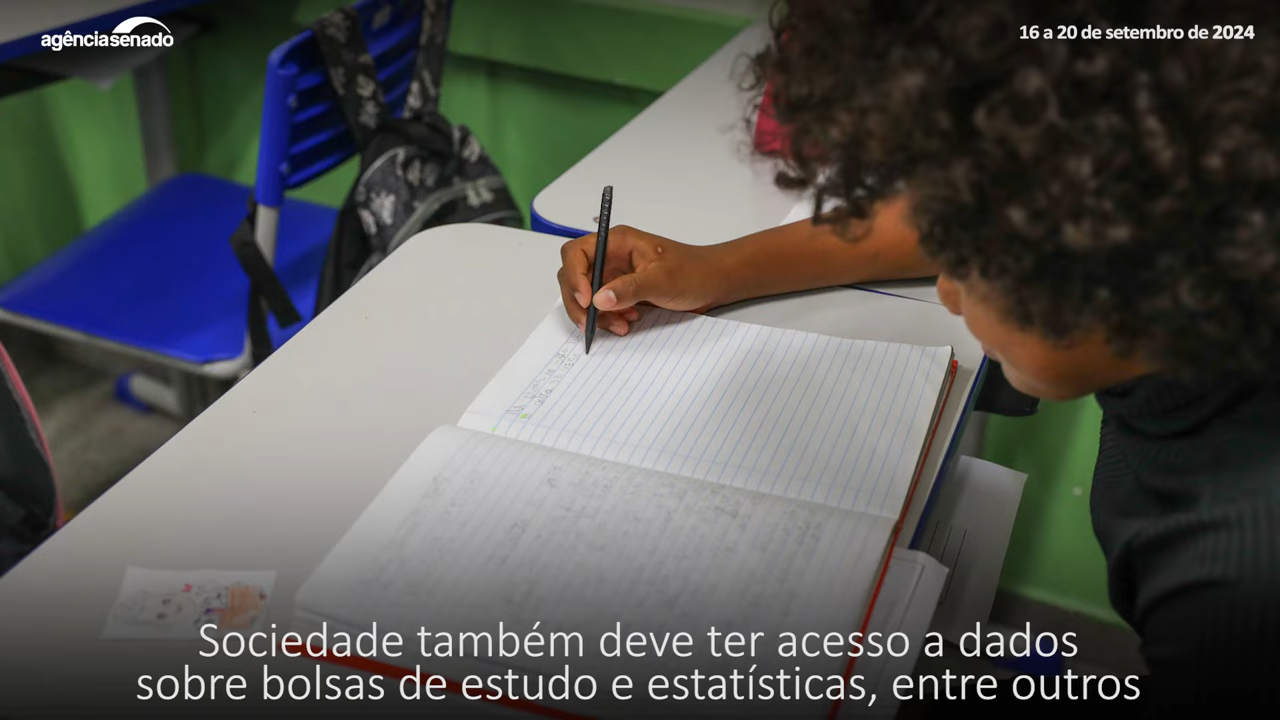 agênciasenado
16 a 20 de setembro de 2024
Sociedade também deve ter acesso a dados
sobre bolsas de estudo e estatísticas, entre outros